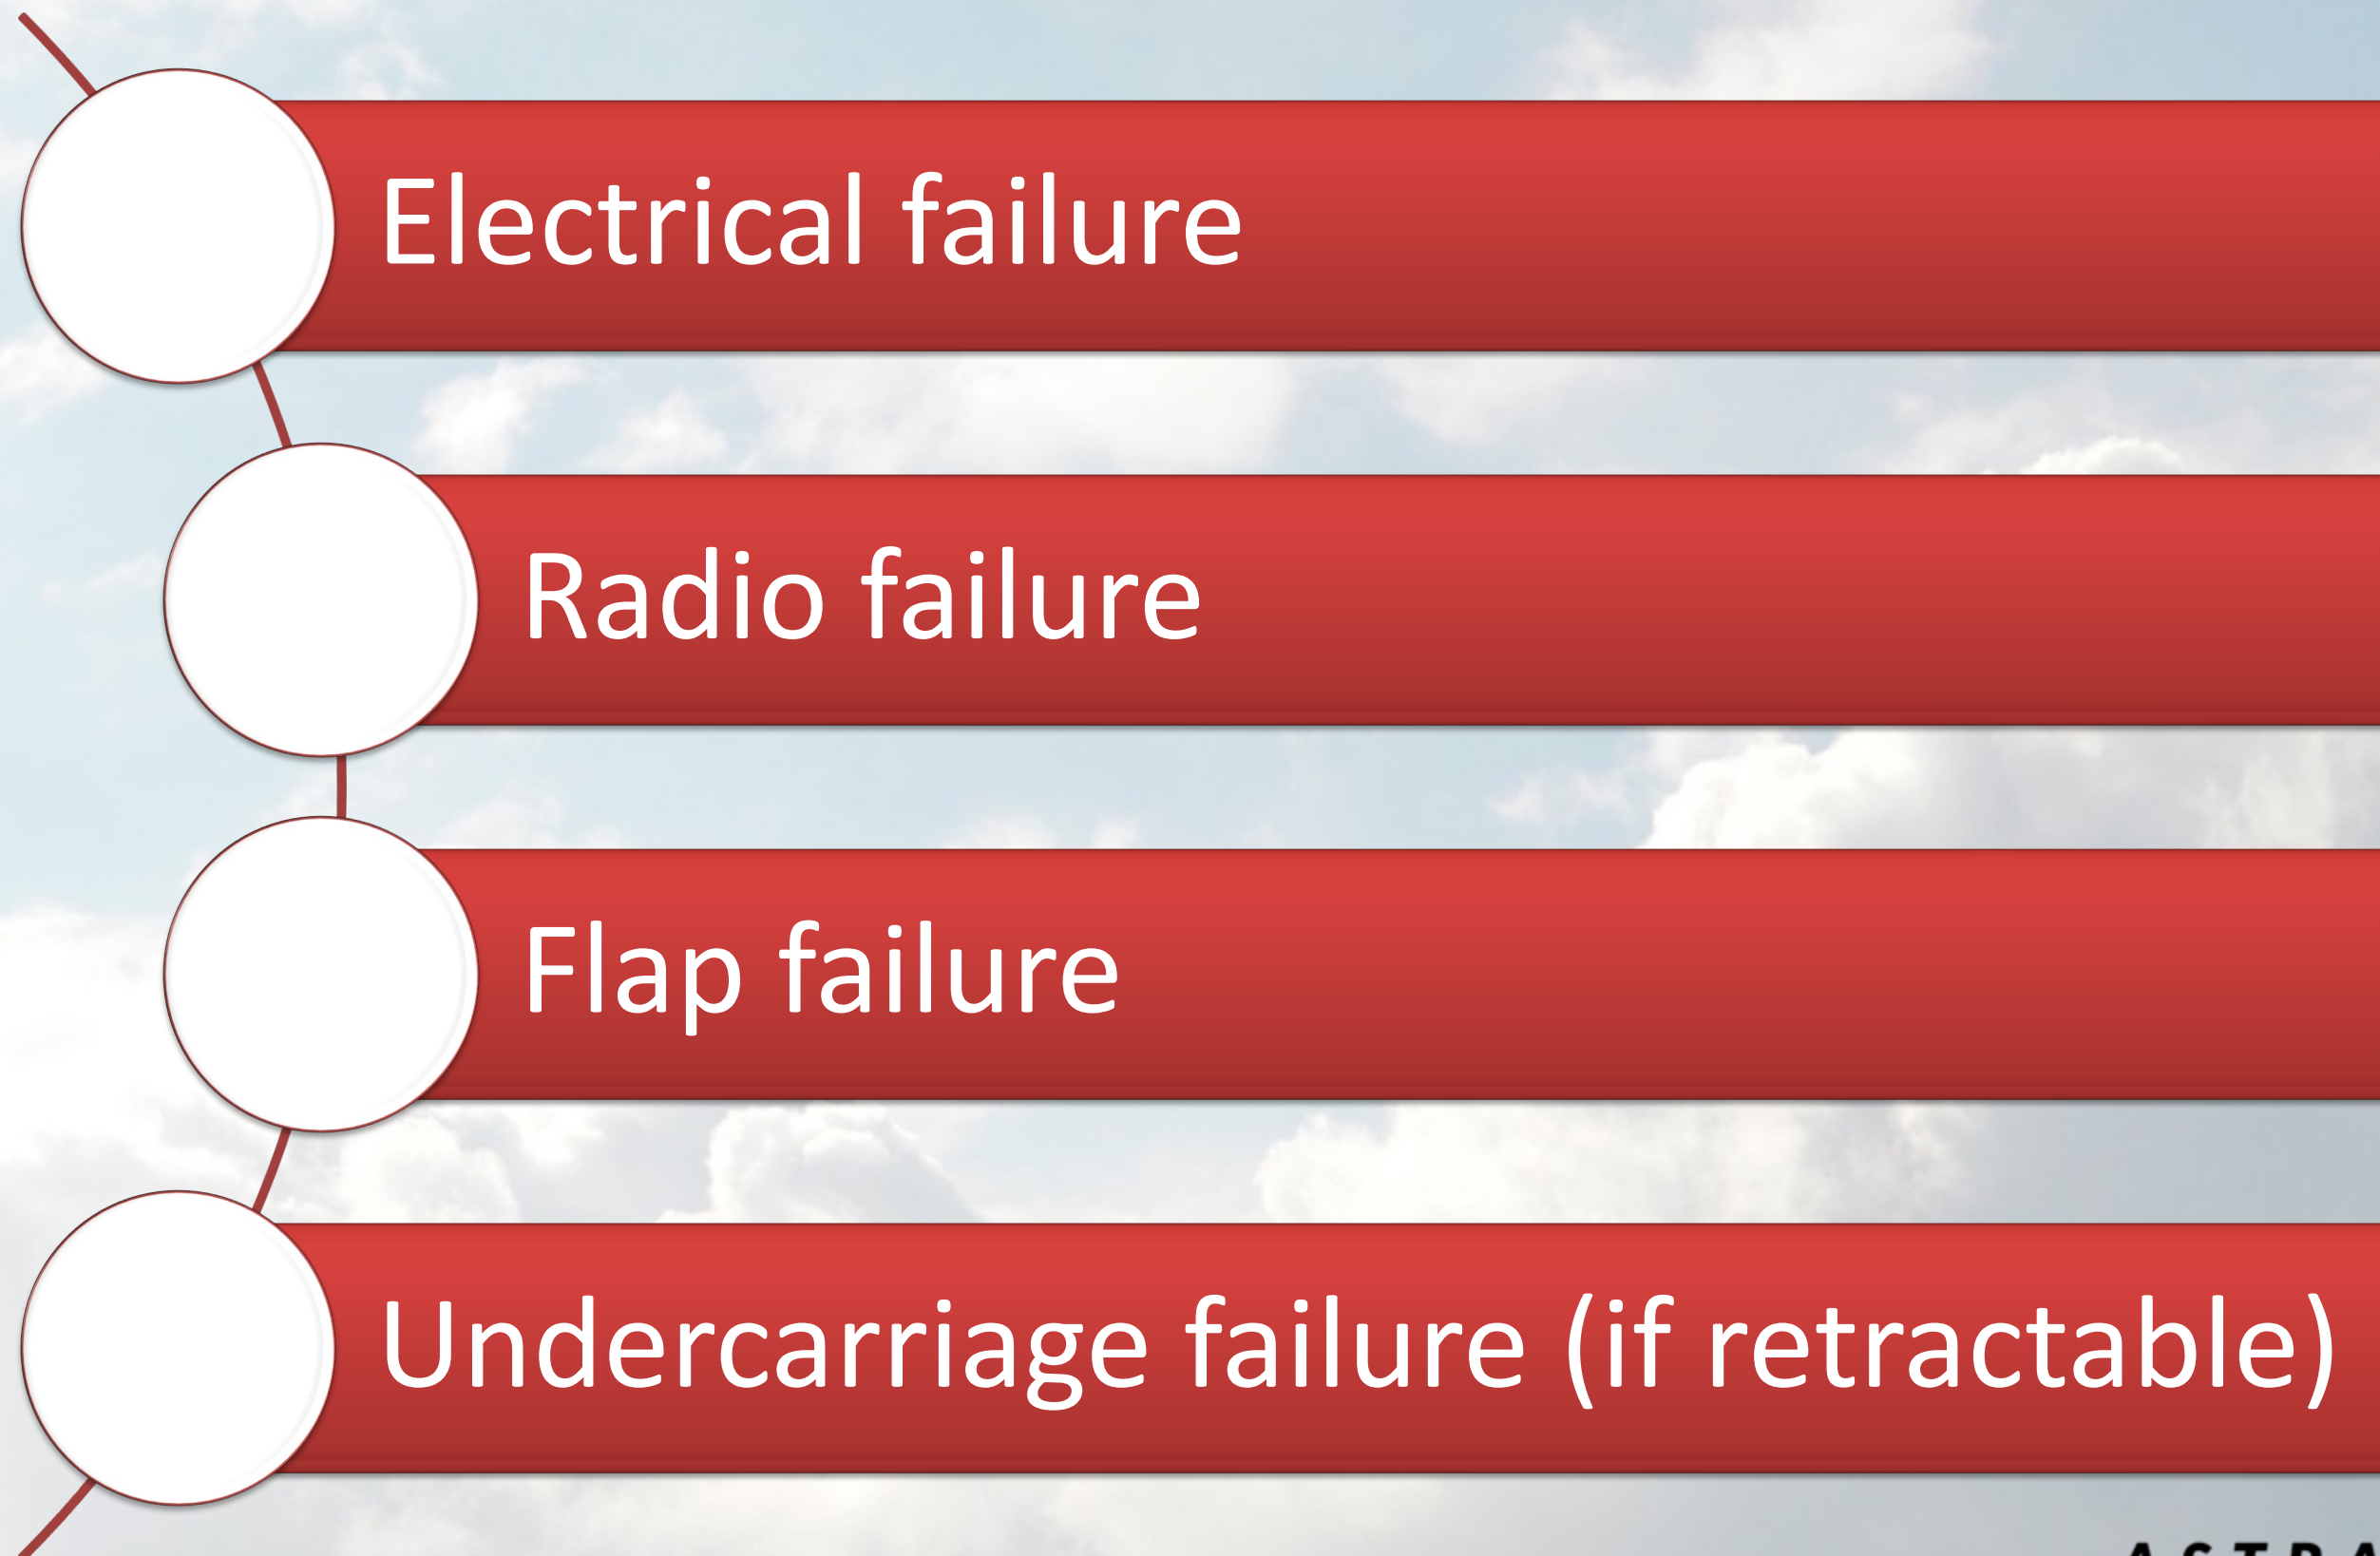 Electrical failure
Radio failure
Flap failure
Undercarriage failure (if retractable)